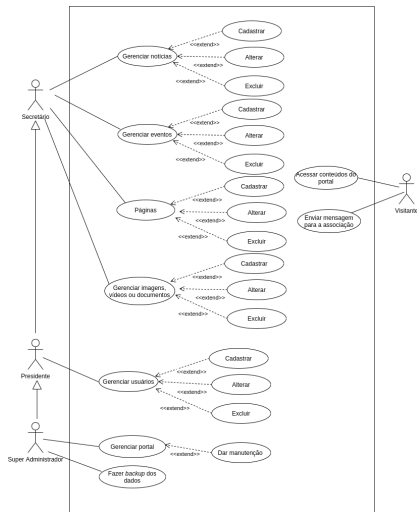 Cadastrar
<<extend>>
Gerenciar notícias
Alterar
<<extend>>
<<extend>>
Excluir
Secretário
Cadastrar
<<extend>>
Gerenciar eventos
Alterar
<<extend>>
<<extend>>
Excluir
Acessar conteúdos do
portal
Visitante
Enviar mensagem
para a associação
Cadastrar
<<extend>>
Páginas
Alterar
<<extend>>
<<extend>>
Excluir
Cadastrar
<<extend>>
Gerenciar imagens,
vídeos ou documentos
Alterar
<<extend>>
<<extend>>
Excluir
Presidente
Cadastrar
<<extend>>
Gerenciar usuários
Alterar
<<extend>>
<<extend>>
Excluir
Super Administrador
Gerenciar portal
<<extend>>
Dar manutenção
Fazer backup dos
dados